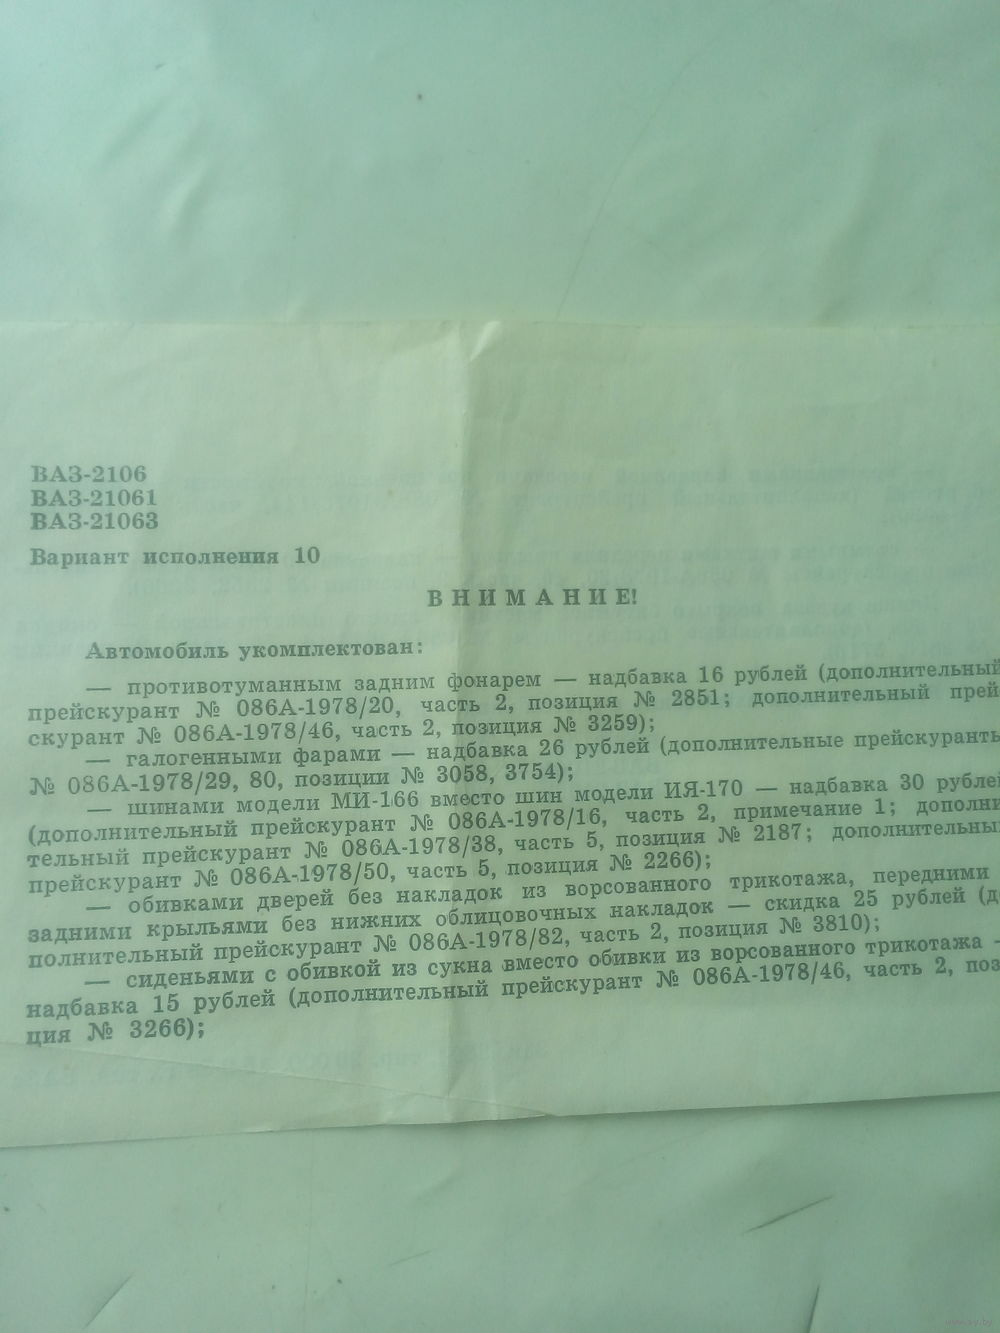 ВАЗ-2106
ВАЗ-21061
ВАЗ-21063
Вариант исполнения 10
ВНИМАНИЕ!
Автомобиль укомплектован:
— противотуманным задним фонарем — надбавка 16 рублей (дополнительный
прейскурант № 086А-1978/20, часть 2, позиция № 2851; дополнительный прей-
скурант № 086А-1978/46, часть 2, позиция № 3259);
— галогенными фарами — надбавка 26 рублей (дополнительные прейскуранты
№ 086А-1978/29, 80, позиции № 3058, 3754);
— шинами модели МИ-166 вместо шин модели ИЯ-170 — надбавка 30 рублей
(дополнительный прейскурант № 086А-1978/16, часть 2, примечание 1; дополни-
тельный прейскурант № 086А-1978/38, часть 5, позиция № 2187; дополнительный
прейскурант № 086А-1978/50, часть 5, позиция № 2266);
— обивками дверей без накладок из ворсованного трикотажа, передними
задними крыльями без нижних облицовочных накладок — скидка 25 рублей (до-
полнительный прейскурант № 086А-1978/82, часть 2, позиция № 3810);
— сиденьями с обивкой из сукна вместо обивки из ворсованного трикотажа —
надбавка 15 рублей (дополнительный прейскурант № 086А-1978/46, часть 2, пози-
ция № 3266);